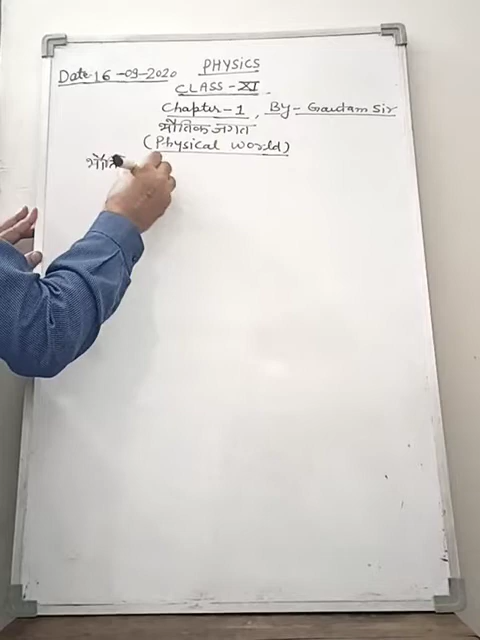 PHYSICS
Date:16-09-2020
CLASS-XI.
Chapter-1, By-Gautam Sir
भौतिक जगत
(Physical World)
भौति